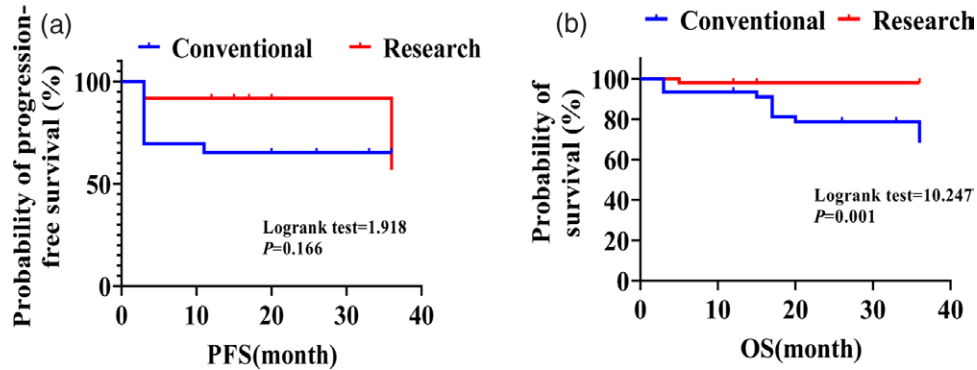 (a)
Conventional Research
Probability of progression-
free survival (%)
100
50
0
0 10 20 30 40
PFS(month)
Logrank test=1.918
P=0.166
(b)
Conventional Research
Probability of
survival (%)
100
80
60
40
20
0
0 10 20 30 40
OS(month)
Logrank test=10.247
P=0.001